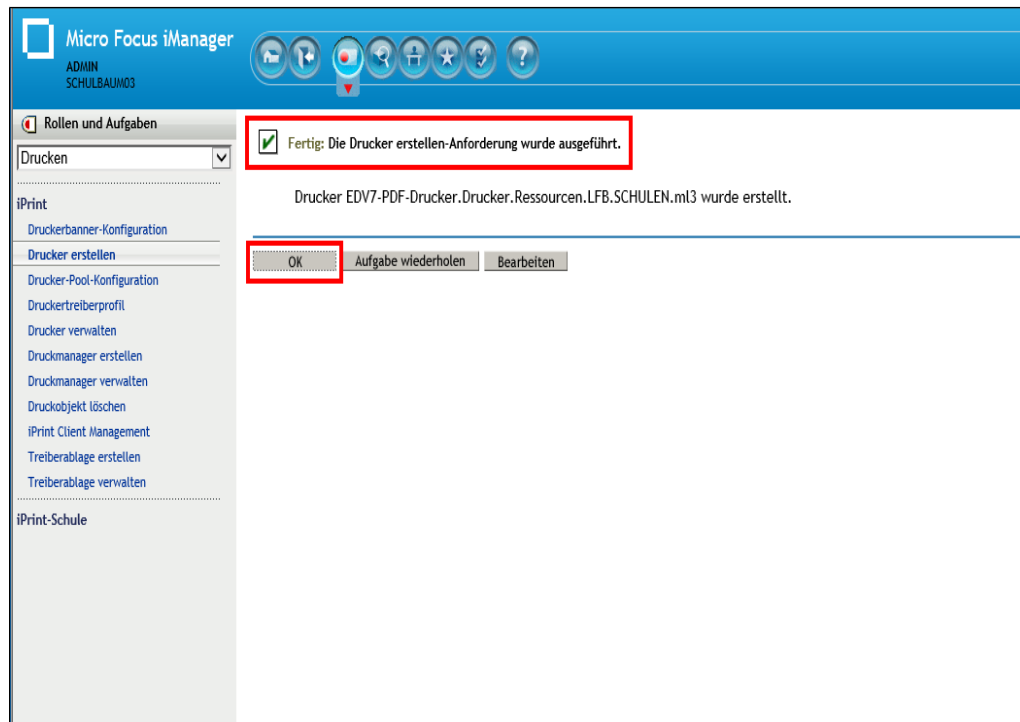 Micro Focus iManager
ADMIN
SCHULBAUM03
?
Rollen und Aufgaben
Drucken
iPrint
Druckerbanner-Konfiguration
Drucker erstellen
Drucker-Pool-Konfiguration
Druckertreiberprofil
Drucker verwalten
Druckmanager erstellen
Druckmanager verwalten
Druckobjekt löschen
iPrint Client Management
Treiberablage erstellen
Treiberablage verwalten
iPrint-Schule
Fertig: Die Drucker erstellen-Anforderung wurde ausgeführt.
Drucker EDV7-PDF-Drucker.Drucker.Ressourcen.LFB.SCHULEN.ml3 wurde erstellt.
OK Aufgabe wiederholen Bearbeiten